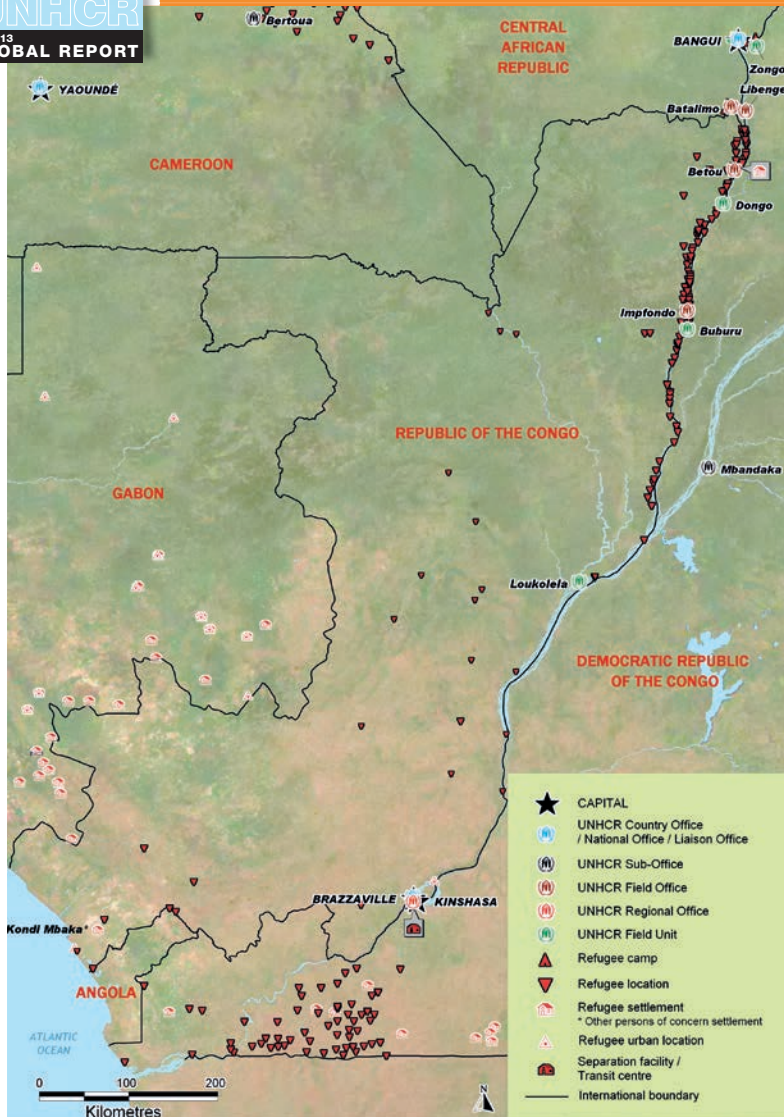 UNHCR
13
OBAL REPORT
Bertoua
CENTRAL
AFRICAN
REPUBLIC
BANGUI
Zongo
YAOUNDÉ
Libenge
Batalimo
CAMEROON
Betou
Dongo
Impfondo
Buburu
REPUBLIC OF THE CONGO
Mbandaka
GABON
Loukolela
DEMOCRATIC REPUBLIC
OF THE CONGO
BRAZZAVILLE
KINSHASA
Kondi Mbaka*
ANGOLA
ATLANTIC
OCEAN
0 100 200
Kilometres
N
CAPITAL
UNHCR Country Office
/ National Office / Liaison Office
UNHCR Sub-Office
UNHCR Field Office
UNHCR Regional Office
UNHCR Field Unit
Refugee camp
Refugee location
Refugee settlement
* Other persons of concern settlement
Refugee urban location
Separation facility /
Transit centre
International boundary